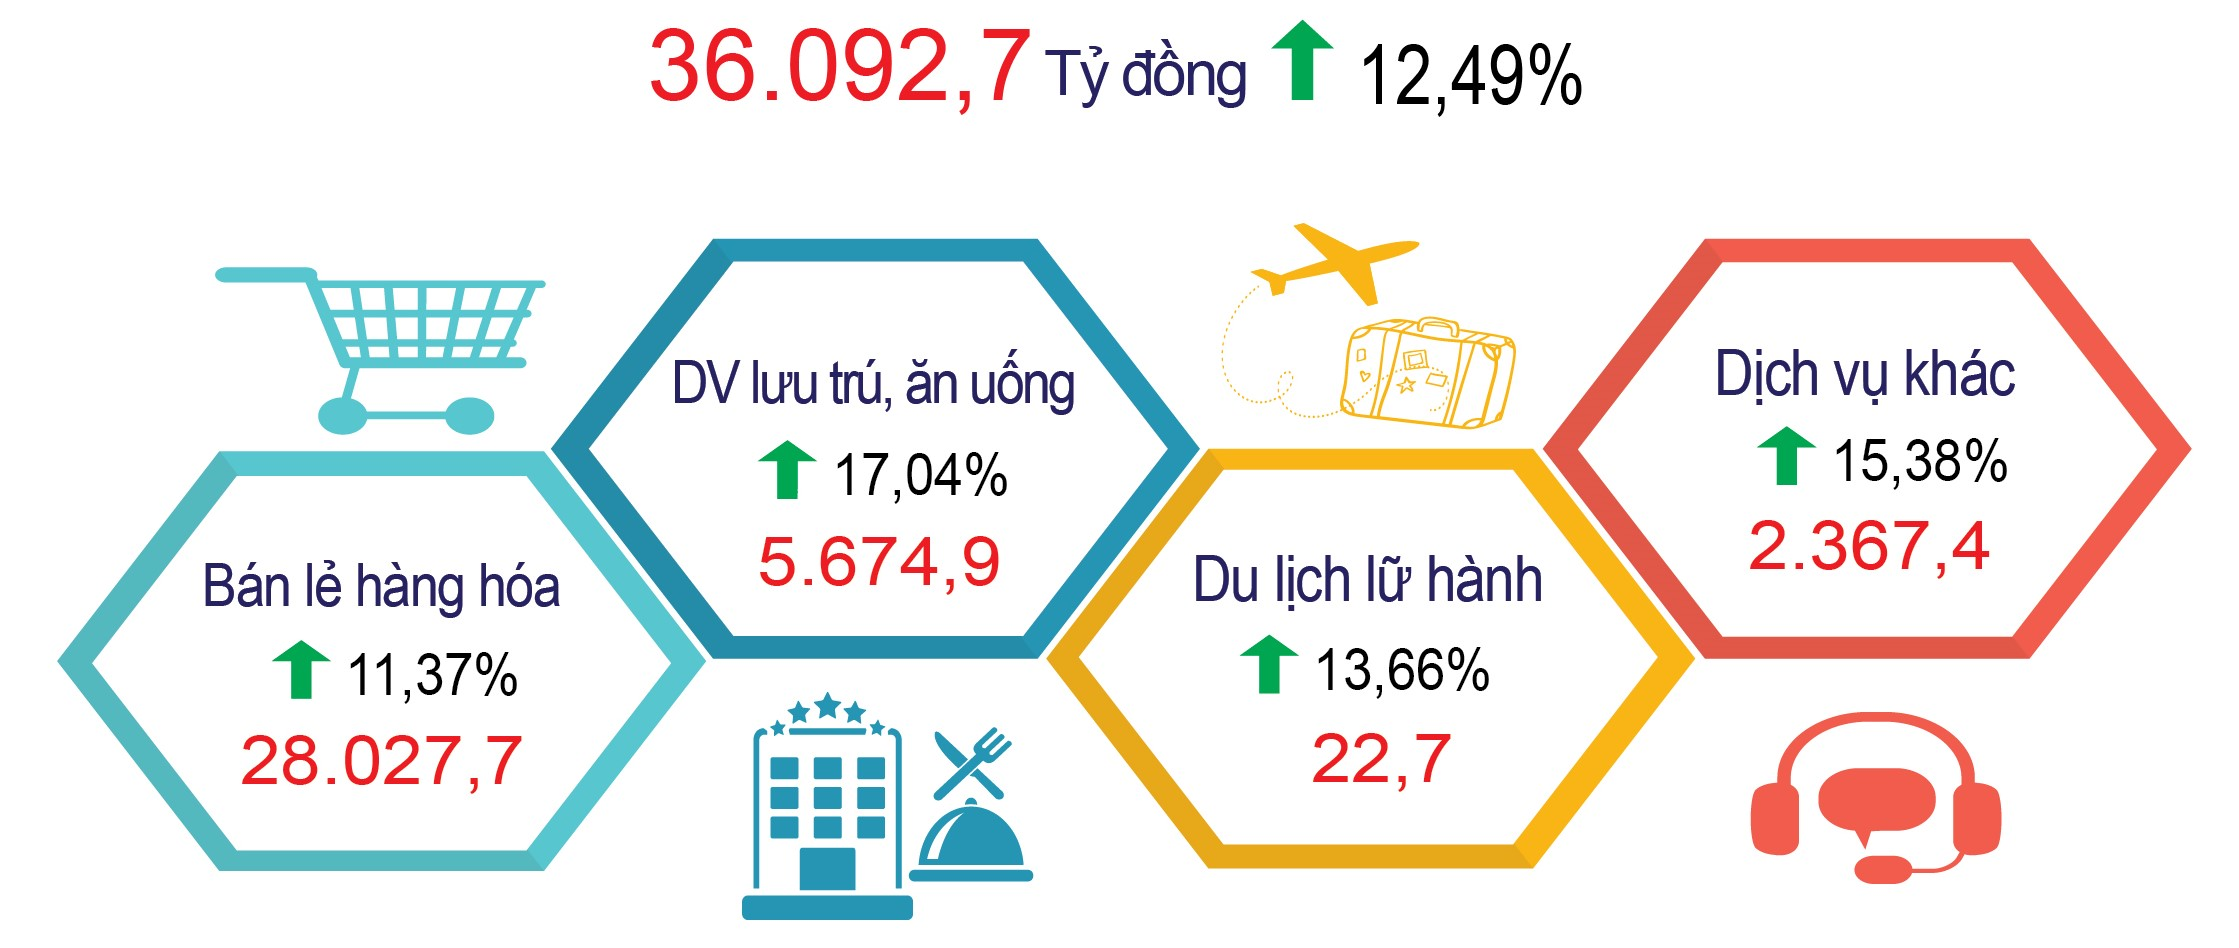 36.092,7 Tỷ đồng 12,49%
Bán lẻ hàng hóa
11,37%
28.027,7
DV lưu trú, ăn uống
17,04%
5.674,9
Du lịch lữ hành
13,66%
22,7
Dịch vụ khác
15,38%
2.367,4